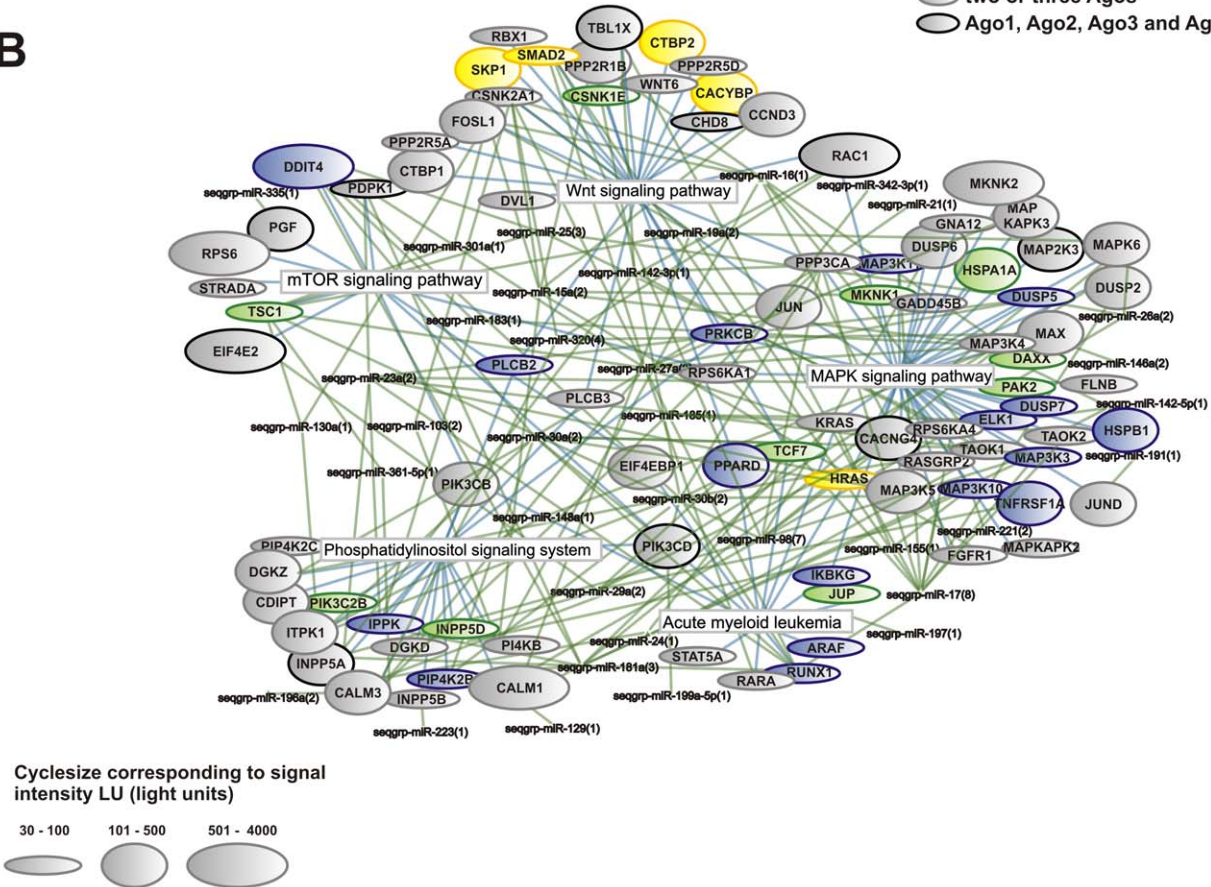 B
two or three Agos
Ago1, Ago2, Ago3 and Ag
TBL1X
RBX1
CTBP2
SMAD2
PPP2R1B
PPP2R5D
SKP1
WNT6
CSNK2A1
CSNK1E
CACYBP
FOSL1
CHD8
CCND3
PPP2R5A
RAC1
DDIT4
CTBP1
seqgrp-miR-16(1)
seqgrp-miR-335(1)
PDPK1
Wnt signaling pathway
seqgrp-miR-342-3p(1)
MKNK2
DVL1
seqgrp-miR-21(1)
MAP
KAPK3
PGF
GNA12
seqgrp-miR-25(3)
seqgrp-miR-19a(2)
RPS6
seqgrp-miR-301a(1)
DUSP6
MAP2K3
MAPK6
PPP3CA
seqgrp-miR-142-3p(1)
HSPA1A
STRADA
mTOR signaling pathway
seqgrp-miR-15a(2)
MKNK1
GADD45B
DUSP5
DUSP2
TSC1
JUN
seqgrp-miR-26a(2)
seqgrp-miR-183(1)
PRKCB
MAX
seqgrp-miR-320(4)
MAP3K4
EIF4E2
DAXX
seqgrp-miR-146a(2)
PLCB2
RPS6KA1
seqgrp-miR-23a(2)
MAPK signaling pathway
PAK2
FLNB
PLCB3
DUSP7
seqgrp-miR-142-5p(1)
seqgrp-miR-185(1)
KRAS
ELK1
seqgrp-miR-130a(1)
seqgrp-miR-103(2)
RPS6KA4
HSPB1
seqgrp-miR-30a(2)
CACNG4
TAOK2
TCF7
TAOK1
seqgrp-miR-191(1)
EIF4EBP1
PPARD
RASGRP2
MAP3K3
seqgrp-miR-361-5p(1)
HRAS
PIK3CB
MAP3K5
MAP3K10
seqgrp-miR-30b(2)
TNFRSF1A
JUND
seqgrp-miR-148a(1)
seqgrp-miR-221(2)
seqgrp-miR-98(7)
PIP4K2C
Phosphatidylinositol signaling system
PIK3CD
FGFR1
MAPKAPK2
DGKZ
IKBKG
seqgrp-miR-29a(2)
JUP
seqgrp-miR-17(8)
CDIPT
PIK3C2B
IPPK
INPP5D
Acute myeloid leukemia
ITPK1
seqgrp-miR-197(1)
DGKD
PI4KB
seqgrp-miR-24(1)
ARAF
INPP5A
STAT5A
seqgrp-miR-181a(3)
RUNX1
PIP4K2B
RARA
seqgrp-miR-196a(2)
CALM3
INPP5B
CALM1
seqgrp-miR-199a-5p(1)
seqgrp-miR-223(1)
seqgrp-miR-129(1)
Cyclesize corresponding to signal
intensity LU (light units)
30 - 100
101 - 500
501 - 4000